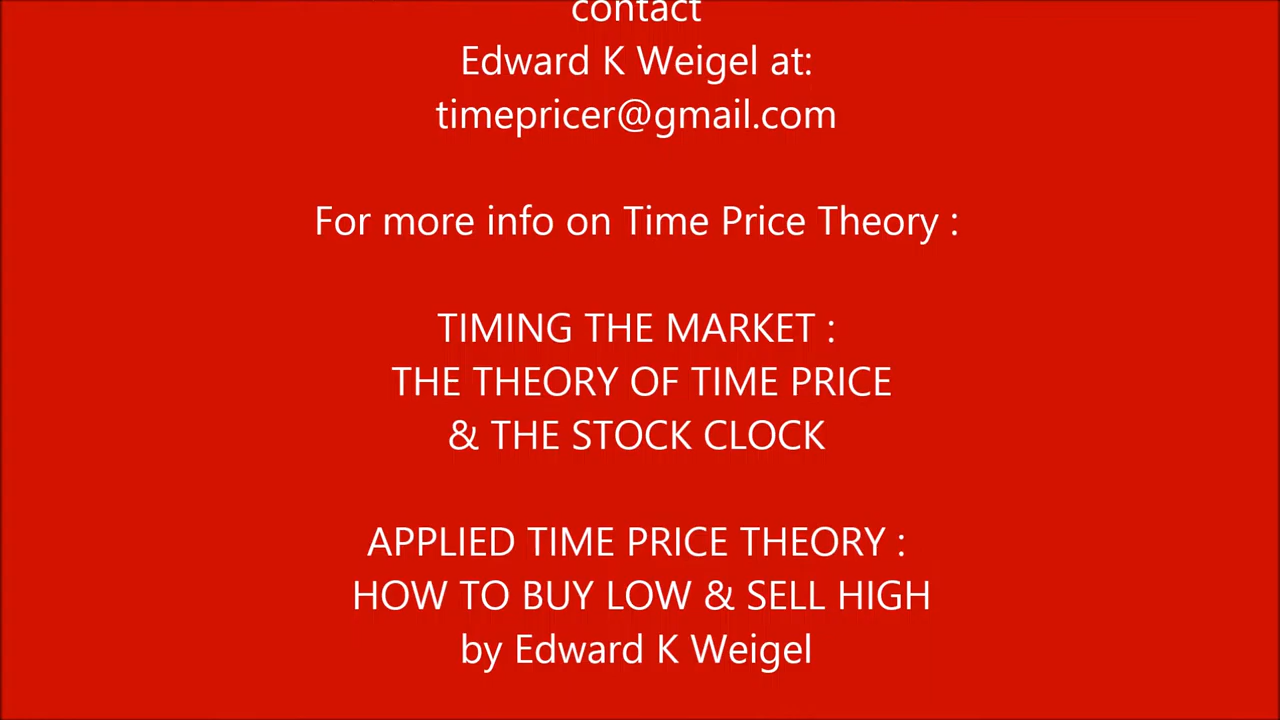 contact
Edward K Weigel at:
timepricer@gmail.com
For more info on Time Price Theory :
TIMING THE MARKET :
THE THEORY OF TIME PRICE
& THE STOCK CLOCK
APPLIED TIME PRICE THEORY :
HOW TO BUY LOW & SELL HIGH
by Edward K Weigel